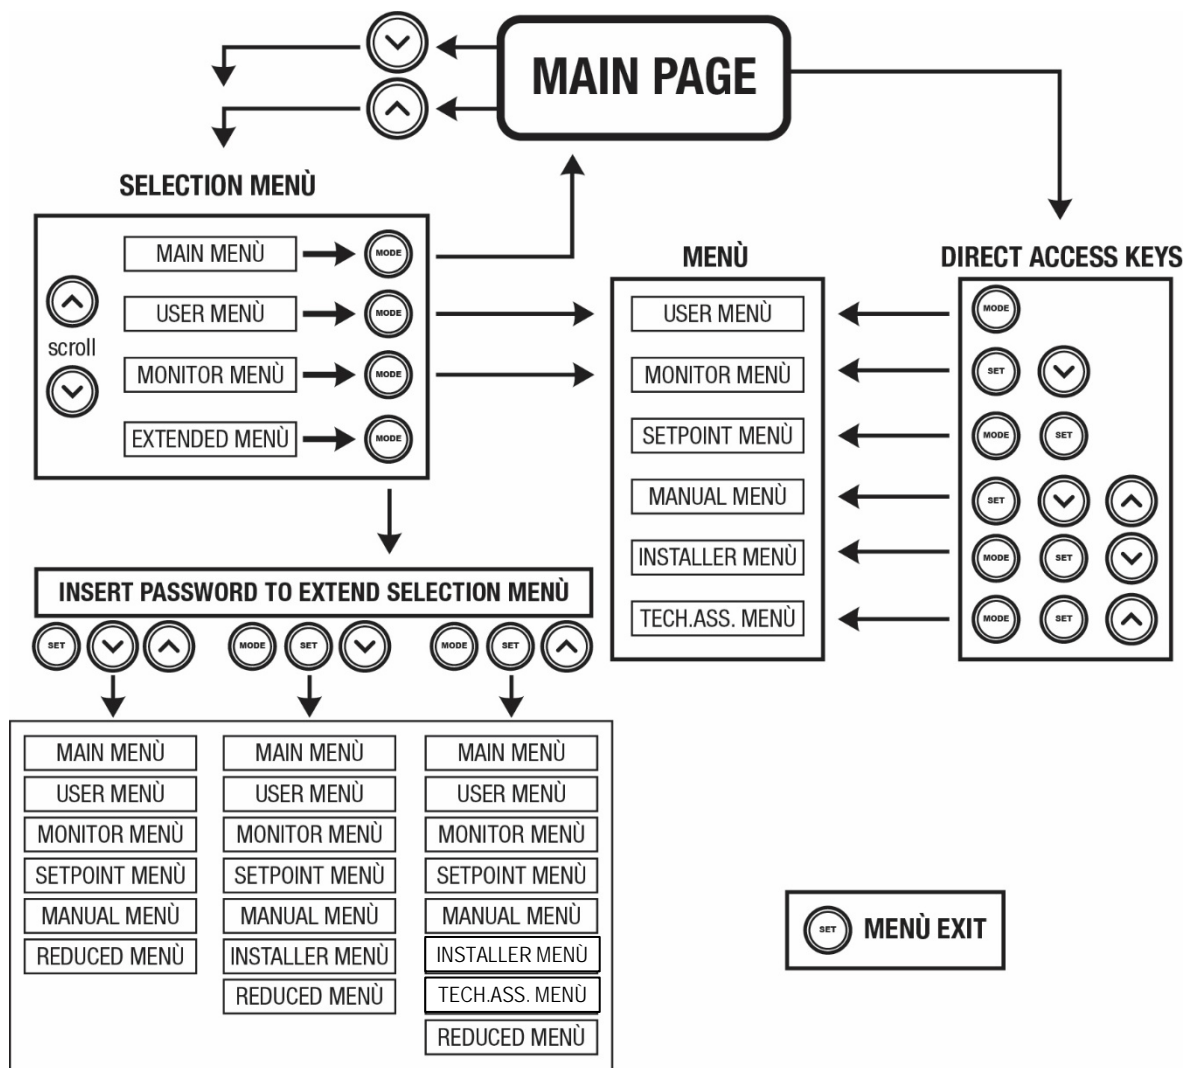 MAIN PAGE
SELECTION MENÙ
MAIN MENÙ MODE
USER MENÙ MODE
scroll
MONITOR MENÙ MODE
EXTENDED MENÙ MODE
MENÙ
USER MENÙ
MONITOR MENÙ
SETPOINT MENÙ
MANUAL MENÙ
INSTALLER MENÙ
TECH.ASS. MENÙ
DIRECT ACCESS KEYS
MODE
SET
MODE SET
SET
MODE SET
MODE SET
INSERT PASSWORD TO EXTEND SELECTION MENÙ
SET MODE SET MODE SET
MAIN MENÙ
USER MENÙ
MONITOR MENÙ
SETPOINT MENÙ
MANUAL MENÙ
REDUCED MENÙ
MAIN MENÙ
USER MENÙ
MONITOR MENÙ
SETPOINT MENÙ
MANUAL MENÙ
INSTALLER MENÙ
REDUCED MENÙ
MAIN MENÙ
USER MENÙ
MONITOR MENÙ
SETPOINT MENÙ
MANUAL MENÙ
INSTALLER MENÙ
TECH.ASS. MENÙ
REDUCED MENÙ
SET MENÙ EXIT